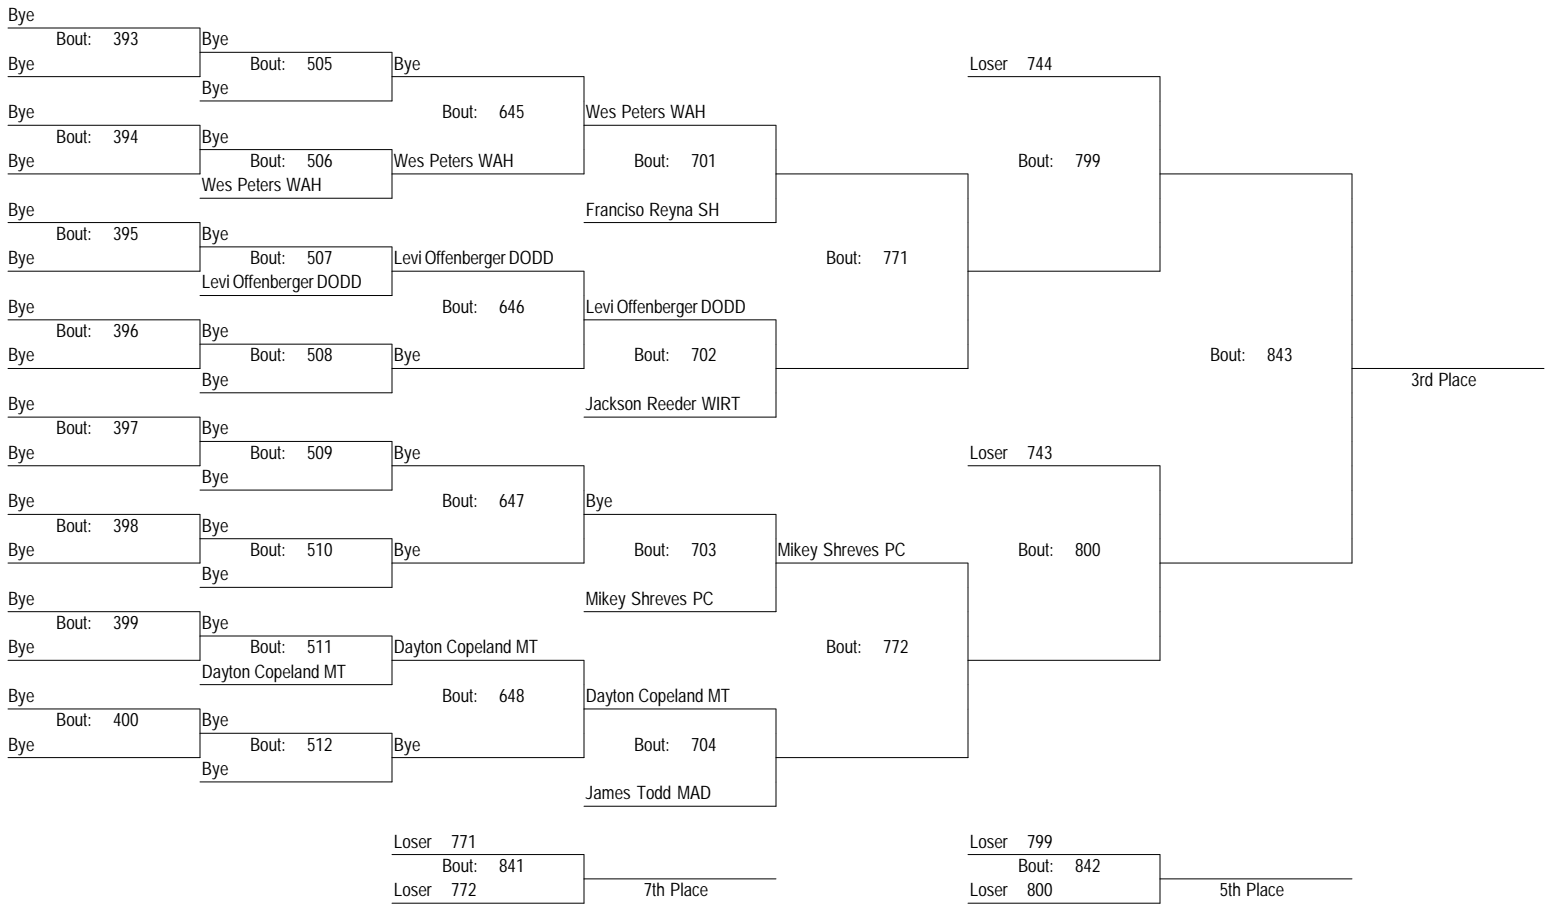 Bye
Bout: 393 Bye
Bye Bout: 505 Bye Loser 744
Bye
Bye Bout: 645 Wes Peters WAH
Bout: 394 Bye
Bye Bout: 506 Wes Peters WAH Bout: 701 Bout: 799
Wes Peters WAH
Bye Franciso Reyna SH
Bout: 395 Bye
Bye Bout: 507 Levi Offenberger DODD Bout: 771
Levi Offenberger DODD
Bye Bout: 646 Levi Offenberger DODD
Bout: 396 Bye
Bye Bout: 508 Bye Bout: 702 Bout: 843
Bye 3rd Place
Bye Jackson Reeder WIRT
Bout: 397 Bye
Bye Bout: 509 Bye Loser 743
Bye
Bye Bout: 647 Bye
Bout: 398 Bye
Bye Bout: 510 Bye Bout: 703 Mikey Shreves PC Bout: 800
Bye
Bye Mikey Shreves PC
Bout: 399 Bye
Bye Bout: 511 Dayton Copeland MT Bout: 772
Dayton Copeland MT
Bye Bout: 648 Dayton Copeland MT
Bout: 400 Bye
Bye Bout: 512 Bye Bout: 704
Bye
James Todd MAD
Loser 771 Loser 799
Bout: 841 Bout: 842
Loser 772 7th Place Loser 800 5th Place